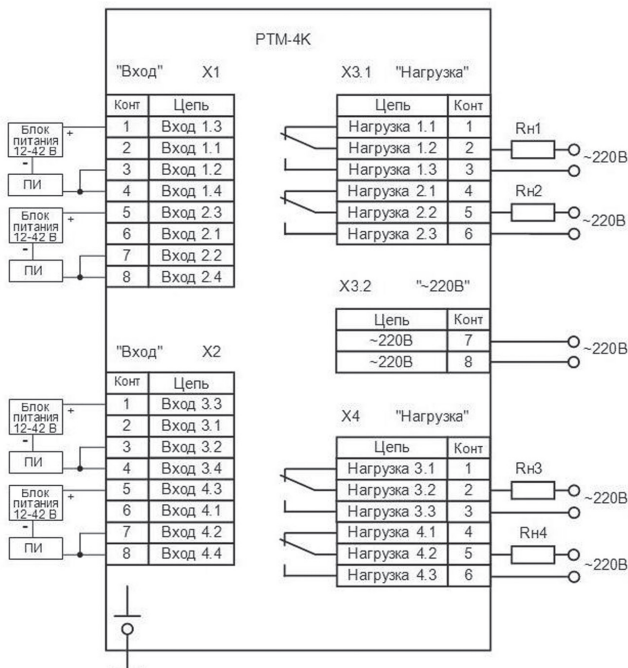 РТМ-4К
"Вход" X1
Конт Цепь
1 Вход 1.3
2 Вход 1.1
3 Вход 1.2
4 Вход 1.4
5 Вход 2.3
6 Вход 2.1
7 Вход 2.2
8 Вход 2.4
Блок
питания
12-42 В
+
-
ПИ
Блок
питания
12-42 В
+
-
ПИ
X3.1 "Нагрузка"
Цепь Конт
Нагрузка 1.1 1
Нагрузка 1.2 2
Нагрузка 1.3 3
Нагрузка 2.1 4
Нагрузка 2.2 5
Нагрузка 2.3 6
Rн1
~220В
Rн2
~220В
X3.2 "~220В"
Цепь Конт
~220В 7
~220В 8
~220В
"Вход" X2
Конт Цепь
1 Вход 3.3
2 Вход 3.1
3 Вход 3.2
4 Вход 3.4
5 Вход 4.3
6 Вход 4.1
7 Вход 4.2
8 Вход 4.4
Блок
питания
12-42 В
+
-
ПИ
Блок
питания
12-42 В
+
-
ПИ
X4 "Нагрузка"
Цепь Конт
Нагрузка 3.1 1
Нагрузка 3.2 2
Нагрузка 3.3 3
Нагрузка 4.1 4
Нагрузка 4.2 5
Нагрузка 4.3 6
Rн3
~220В
Rн4
~220В